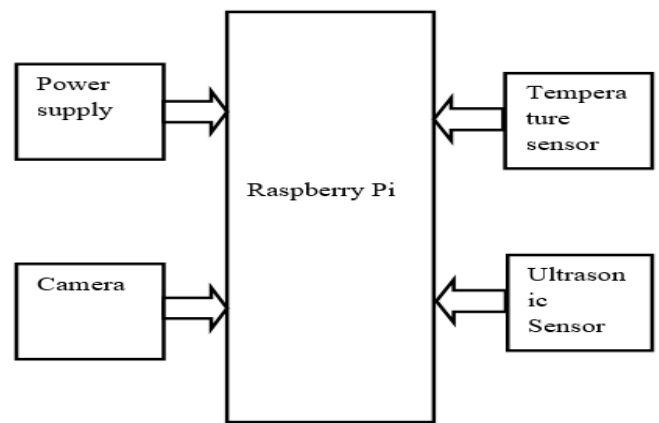 Power
supply
Tempera
ture
sensor
Raspberry Pi
Camera
Ultrason
ic
Sensor